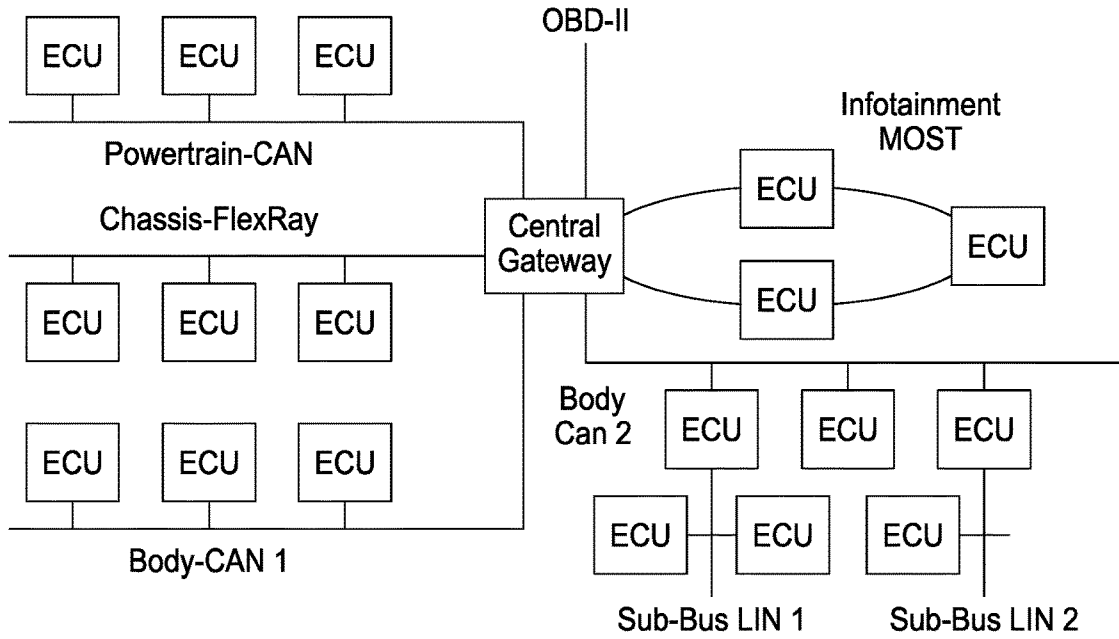 OBD-II
ECU ECU ECU
Powertrain-CAN
Infotainment
MOST
ECU
Chassis-FlexRay
Central
Gateway
ECU
ECU
ECU ECU ECU
Body
Can 2
ECU ECU ECU
ECU ECU ECU
Body-CAN 1
ECU ECU ECU
Sub-Bus LIN 1 Sub-Bus LIN 2